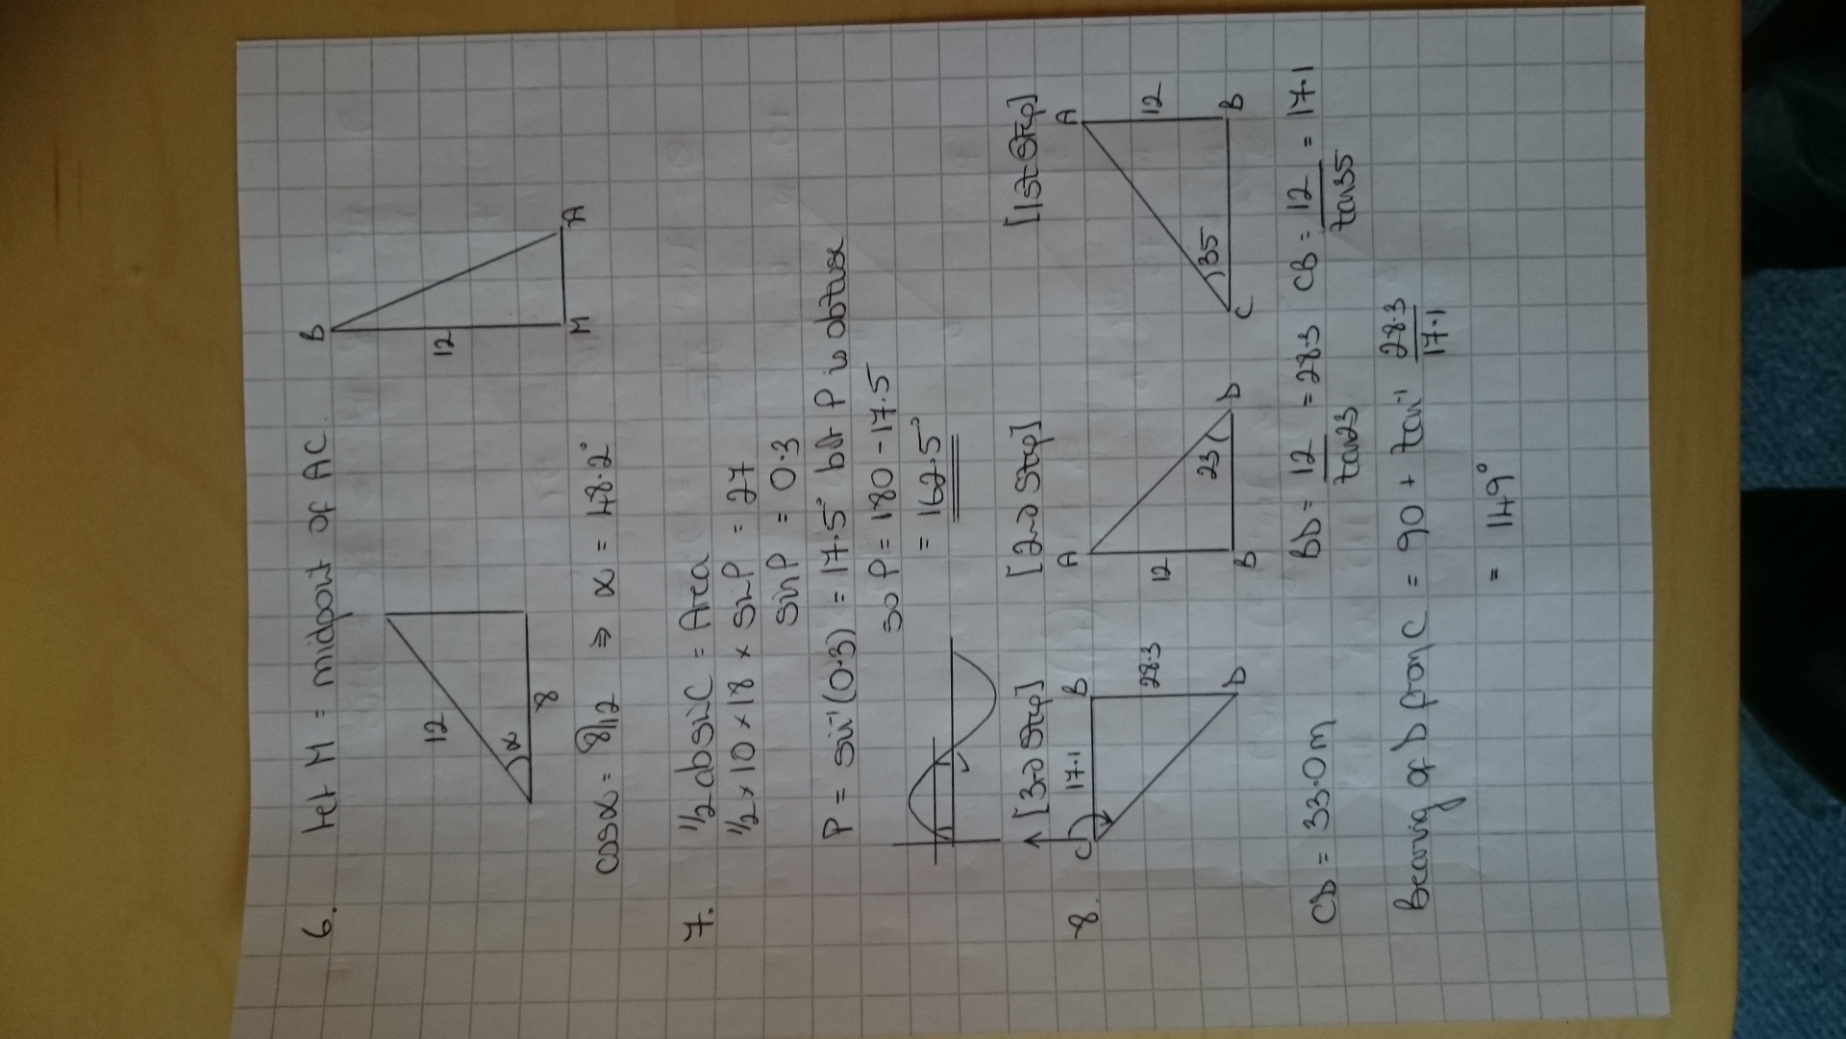 6. Let M = midpoint of AC.
12
x
8
B
12
M
A
cos x = 8/12 ⇒ x = 48.2°
7. 1/2 ab sin C = Area
1/2 × 10 × 18 × sin P = 27
sin P = 0.3
P = sin⁻¹(0.3) = 17.5° but P is obtuse
so P = 180 - 17.5
= 162.5°
8. [3rd Step] [2nd Step] [1st Step]
C
17.1
B
28.3
D
A
12
B
23
D
A
12
B
35
C
CD = 33.0m BD = 12/tan23 = 28.3 CB = 12/tan35 = 17.1
Bearing of D from C = 90 + tan⁻¹ 28.3/17.1
= 149°